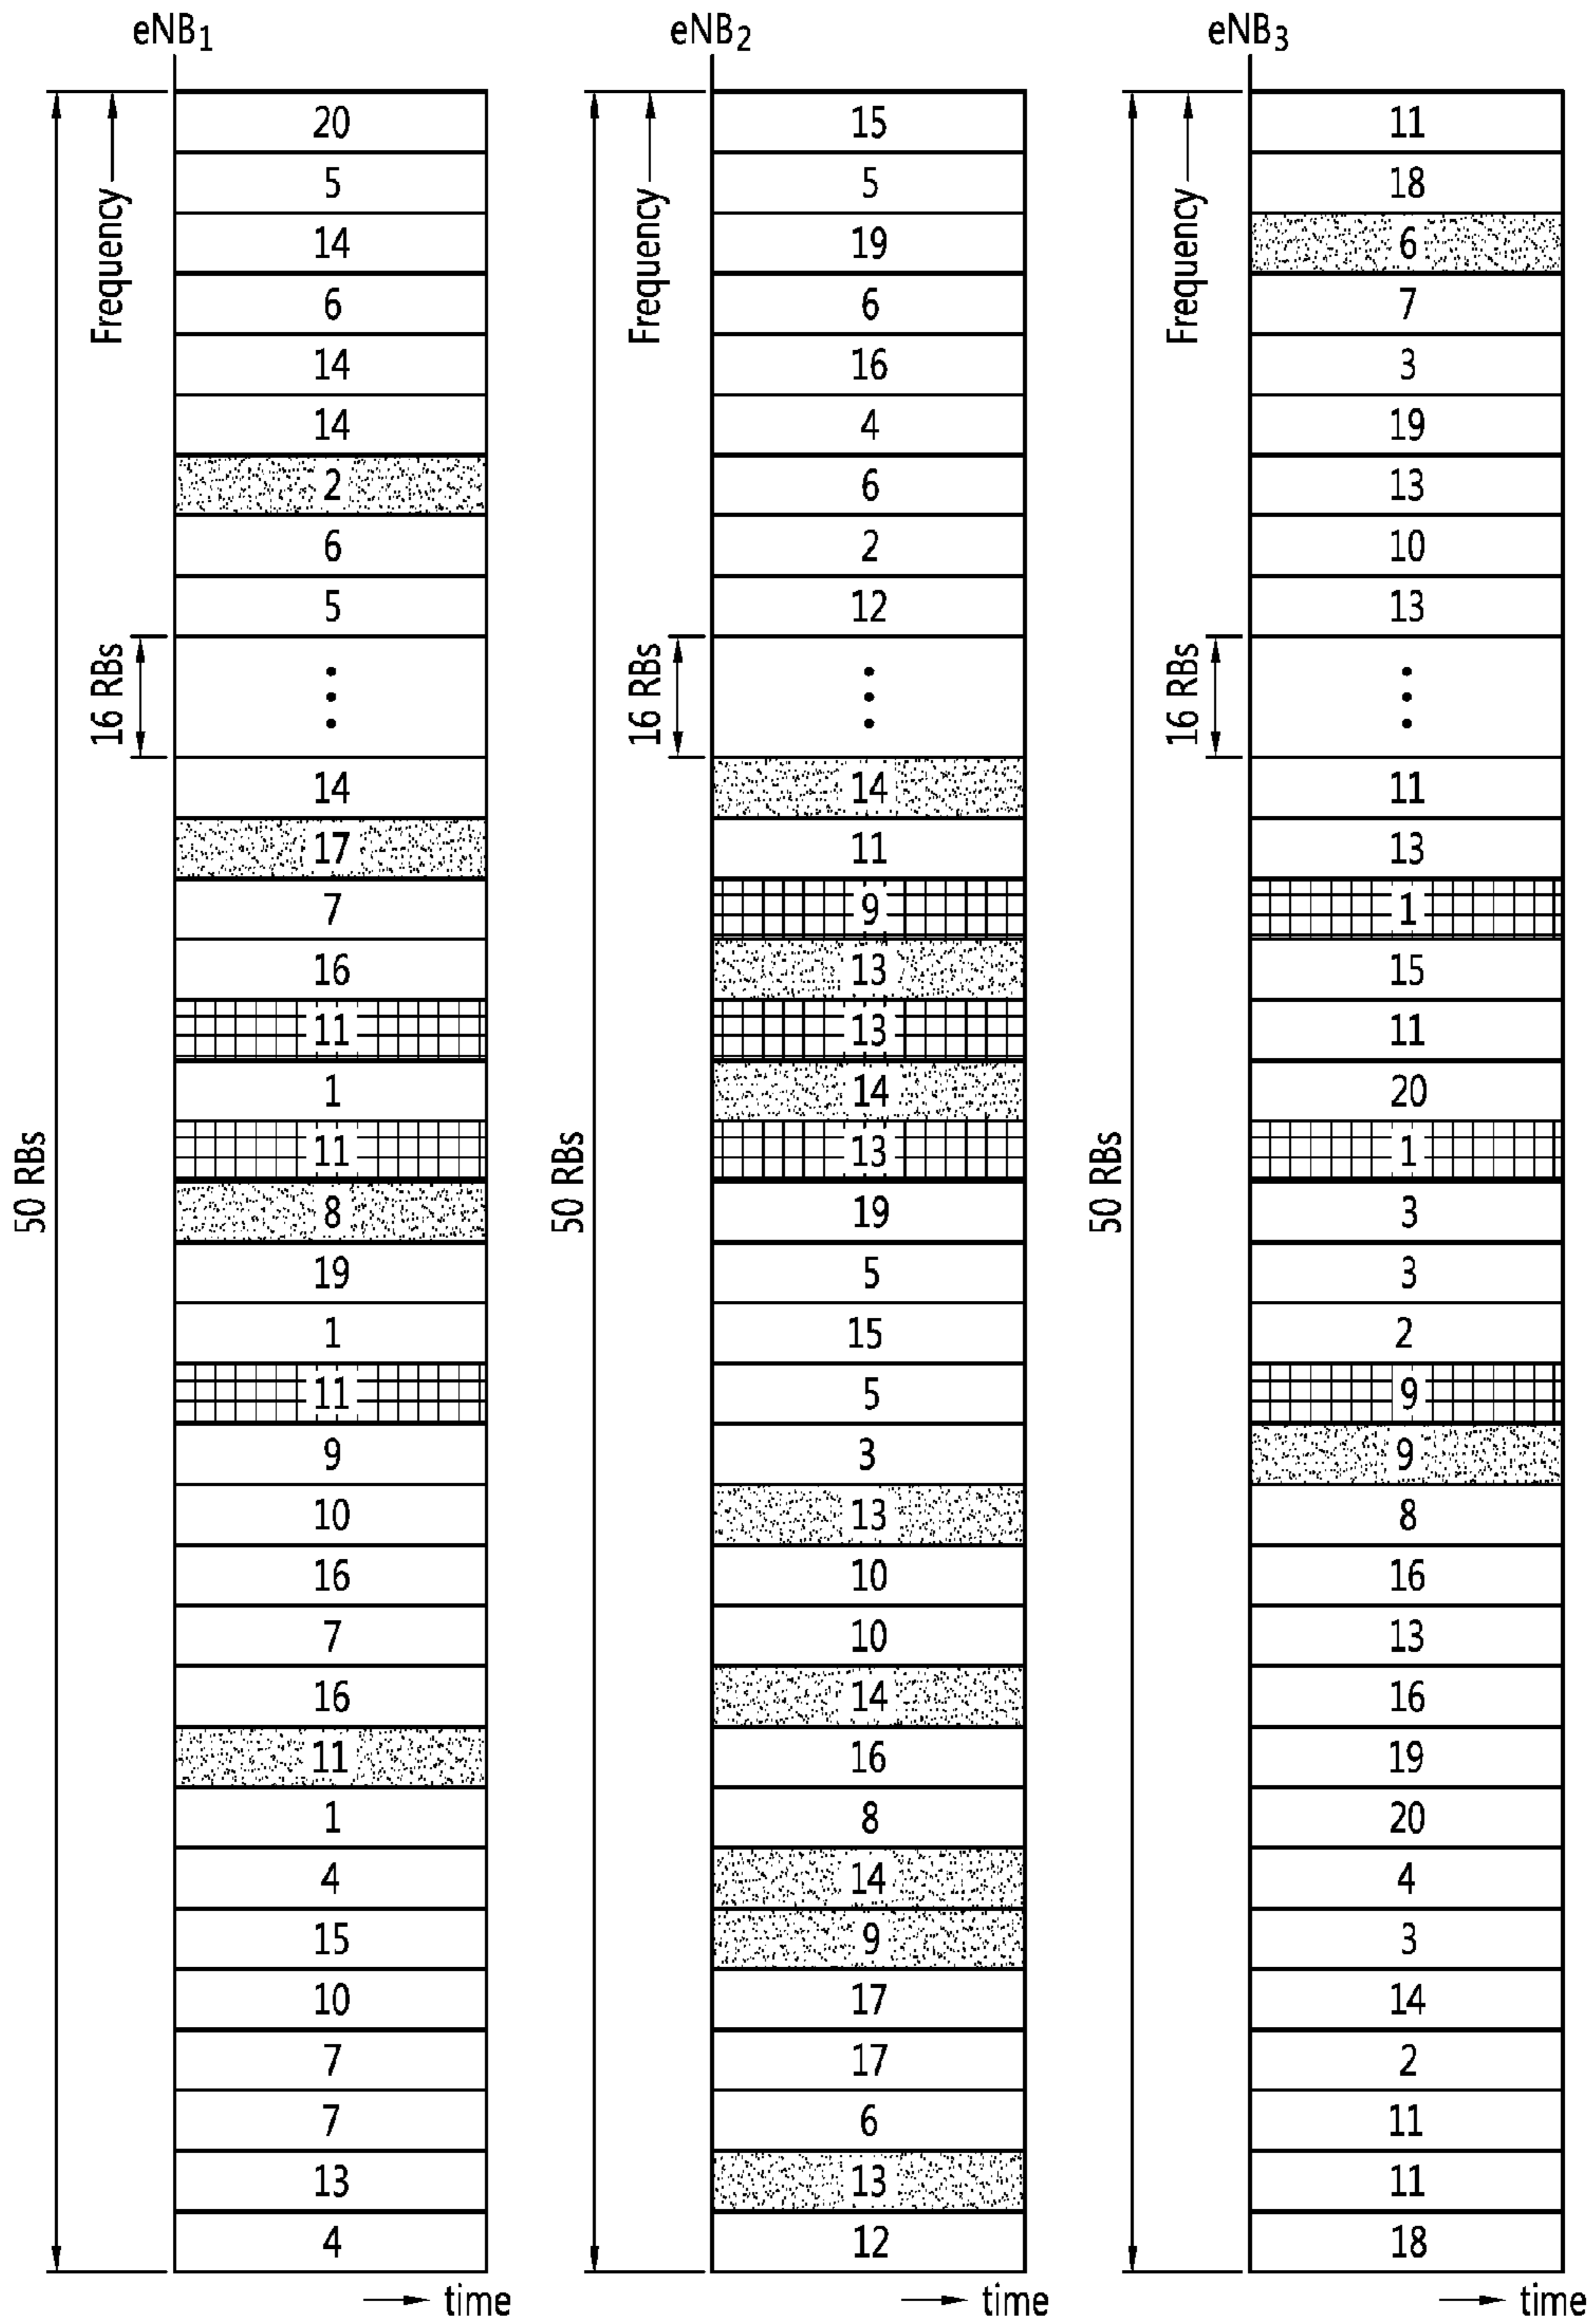 eNB1 eNB2 eNB3
Frequency Frequency Frequency
20 15 11
5 5 18
14 19 6
6 6 7
14 16 3
14 4 19
2 6 13
6 2 10
5 12 13
16 RBs 16 RBs 16 RBs
14 14 11
17 11 13
7 9 1
16 13 15
11 13 11
1 14 20
11 13 1
50 RBs 50 RBs 50 RBs
8 19 3
19 5 3
1 15 2
11 5 9
9 3 9
10 13 8
16 10 16
7 10 13
16 14 16
11 16 19
1 8 20
4 14 4
15 9 3
10 17 14
7 17 2
7 6 11
13 13 11
4 12 18
time time time